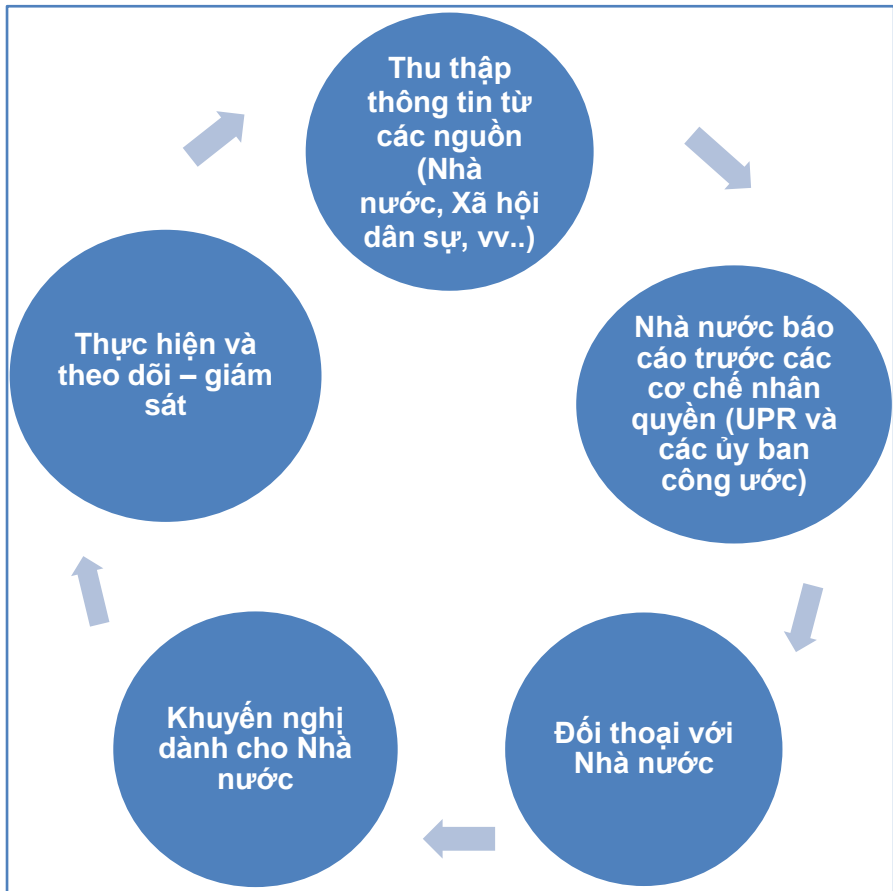 Thu thập
thông tin từ
các nguồn
(Nhà
nước, Xã hội
dân sự, vv..)
Nhà nước báo
cáo trước các
cơ chế nhân
quyền (UPR và
các ủy ban
công ước)
Đối thoại với
Nhà nước
Khuyến nghị
dành cho Nhà
nước
Thực hiện và
theo dõi – giám
sát